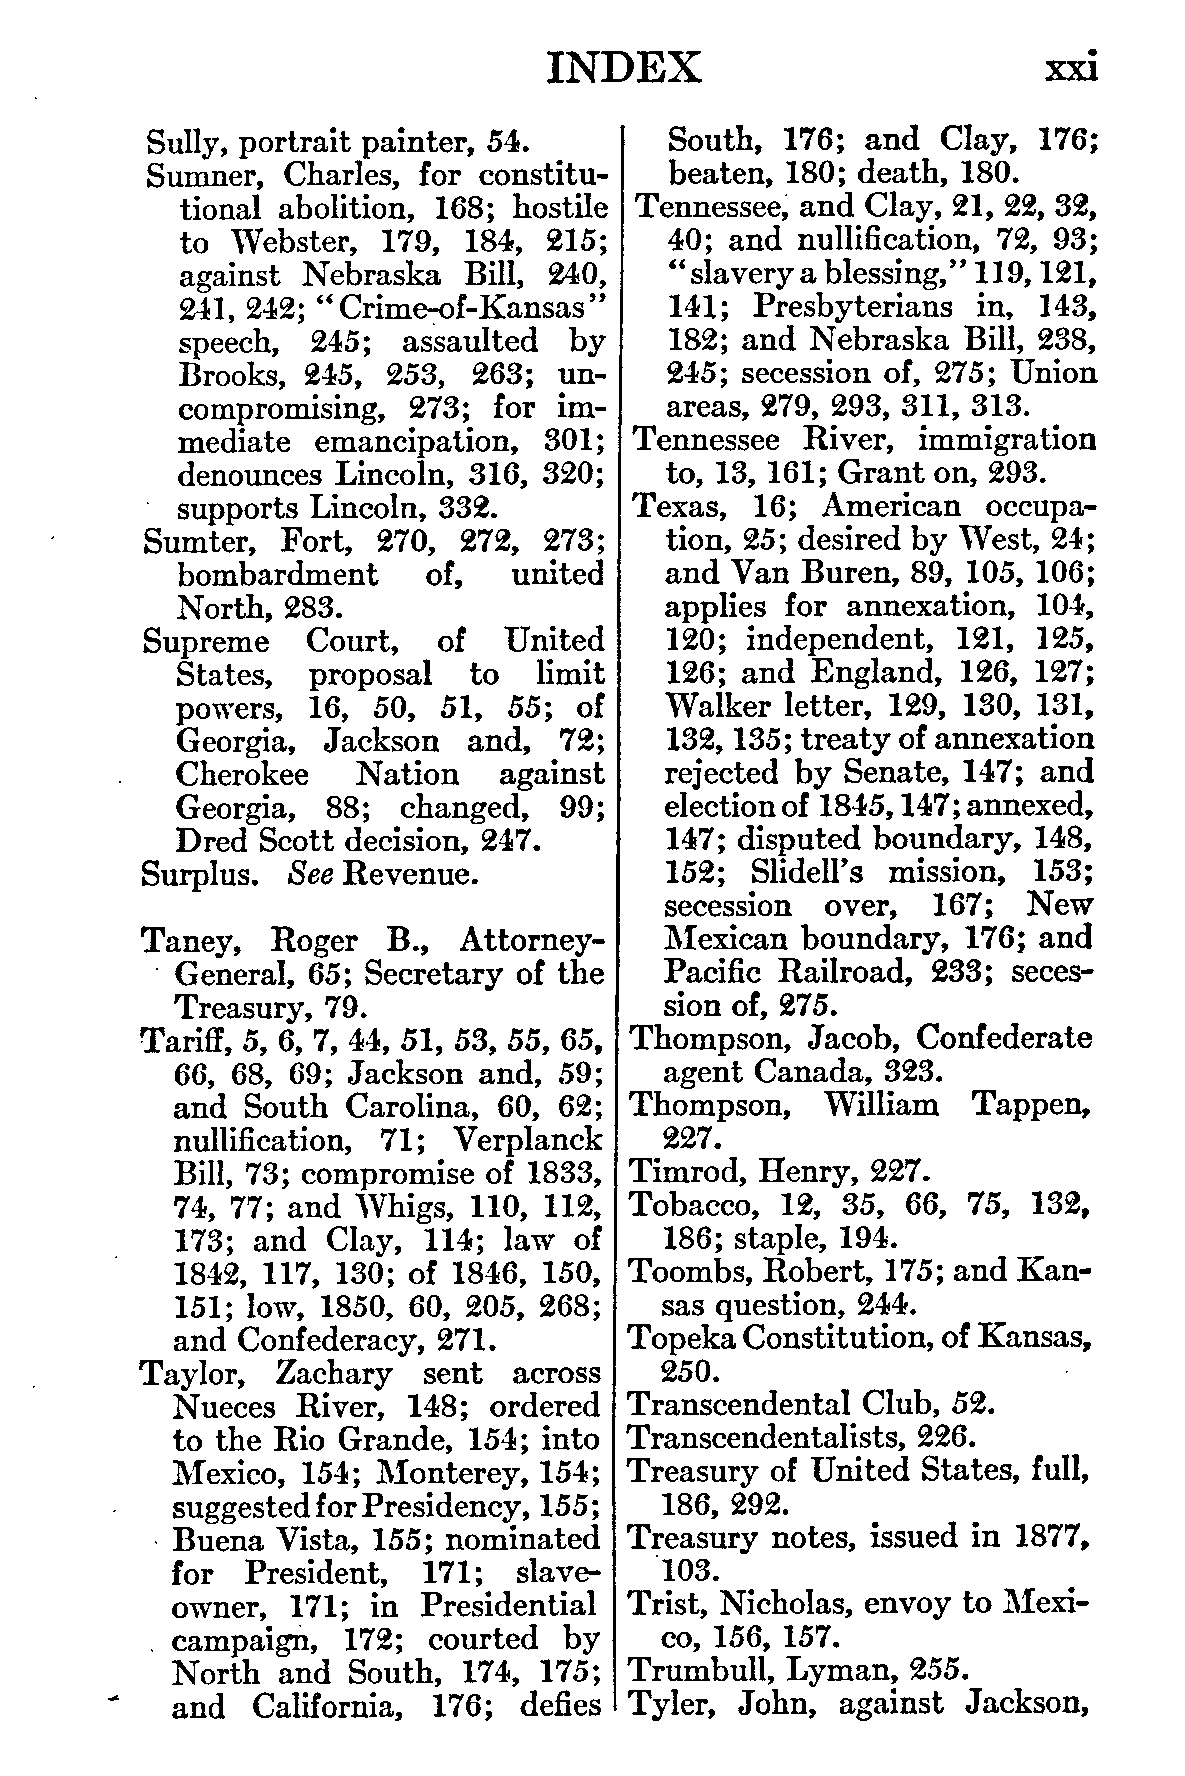 INDEX xxi
Sully, portrait painter, 54.
Sumner, Charles, for constitu-
tional abolition, 168; hostile
to Webster, 179, 184, 215;
against Nebraska Bill, 240,
241, 242; "Crime-of-Kansas"
speech, 245; assaulted by
Brooks, 245, 253, 263; un-
compromising, 273; for im-
mediate emancipation, 301;
denounces Lincoln, 316, 320;
supports Lincoln, 332.
Sumter, Fort, 270, 272, 273;
bombardment of, united
North, 283.
Supreme Court, of United
States, proposal to limit
powers, 16, 50, 51, 55; of
Georgia, Jackson and, 72;
Cherokee Nation against
Georgia, 88; changed, 99;
Dred Scott decision, 247.
Surplus. See Revenue.
Taney, Roger B., Attorney-
General, 65; Secretary of the
Treasury, 79.
Tariff, 5, 6, 7, 44, 51, 53, 55, 65,
66, 68, 69; Jackson and, 59;
and South Carolina, 60, 62;
nullification, 71; Verplanck
Bill, 73; compromise of 1833,
74, 77; and Whigs, 110, 112,
173; and Clay, 114; law of
1842, 117, 130; of 1846, 150,
151; low, 1850, 60, 205, 268;
and Confederacy, 271.
Taylor, Zachary sent across
Nueces River, 148; ordered
to the Rio Grande, 154; into
Mexico, 154; Monterey, 154;
suggested for Presidency, 155;
Buena Vista, 155; nominated
for President, 171; slave-
owner, 171; in Presidential
campaign, 172; courted by
North and South, 174, 175;
and California, 176; defies
South, 176; and Clay, 176;
beaten, 180; death, 180.
Tennessee, and Clay, 21, 22, 32,
40; and nullification, 72, 93;
"slavery a blessing," 119, 121,
141; Presbyterians in, 143,
182; and Nebraska Bill, 238,
245; secession of, 275; Union
areas, 279, 293, 311, 313.
Tennessee River, immigration
to, 13, 161; Grant on, 293.
Texas, 16; American occupa-
tion, 25; desired by West, 24;
and Van Buren, 89, 105, 106;
applies for annexation, 104,
120; independent, 121, 125,
126; and England, 126, 127;
Walker letter, 129, 130, 131,
132, 135; treaty of annexation
rejected by Senate, 147; and
election of 1845, 147; annexed,
147; disputed boundary, 148,
152; Slidell's mission, 153;
secession over, 167; New
Mexican boundary, 176; and
Pacific Railroad, 233; seces-
sion of, 275.
Thompson, Jacob, Confederate
agent Canada, 323.
Thompson, William Tappen,
227.
Timrod, Henry, 227.
Tobacco, 12, 35, 66, 75, 132,
186; staple, 194.
Toombs, Robert, 175; and Kan-
sas question, 244.
Topeka Constitution, of Kansas,
250.
Transcendental Club, 52.
Transcendentalists, 226.
Treasury of United States, full,
186, 292.
Treasury notes, issued in 1877,
103.
Trist, Nicholas, envoy to Mexi-
co, 156, 157.
Trumbull, Lyman, 255.
Tyler, John, against Jackson,